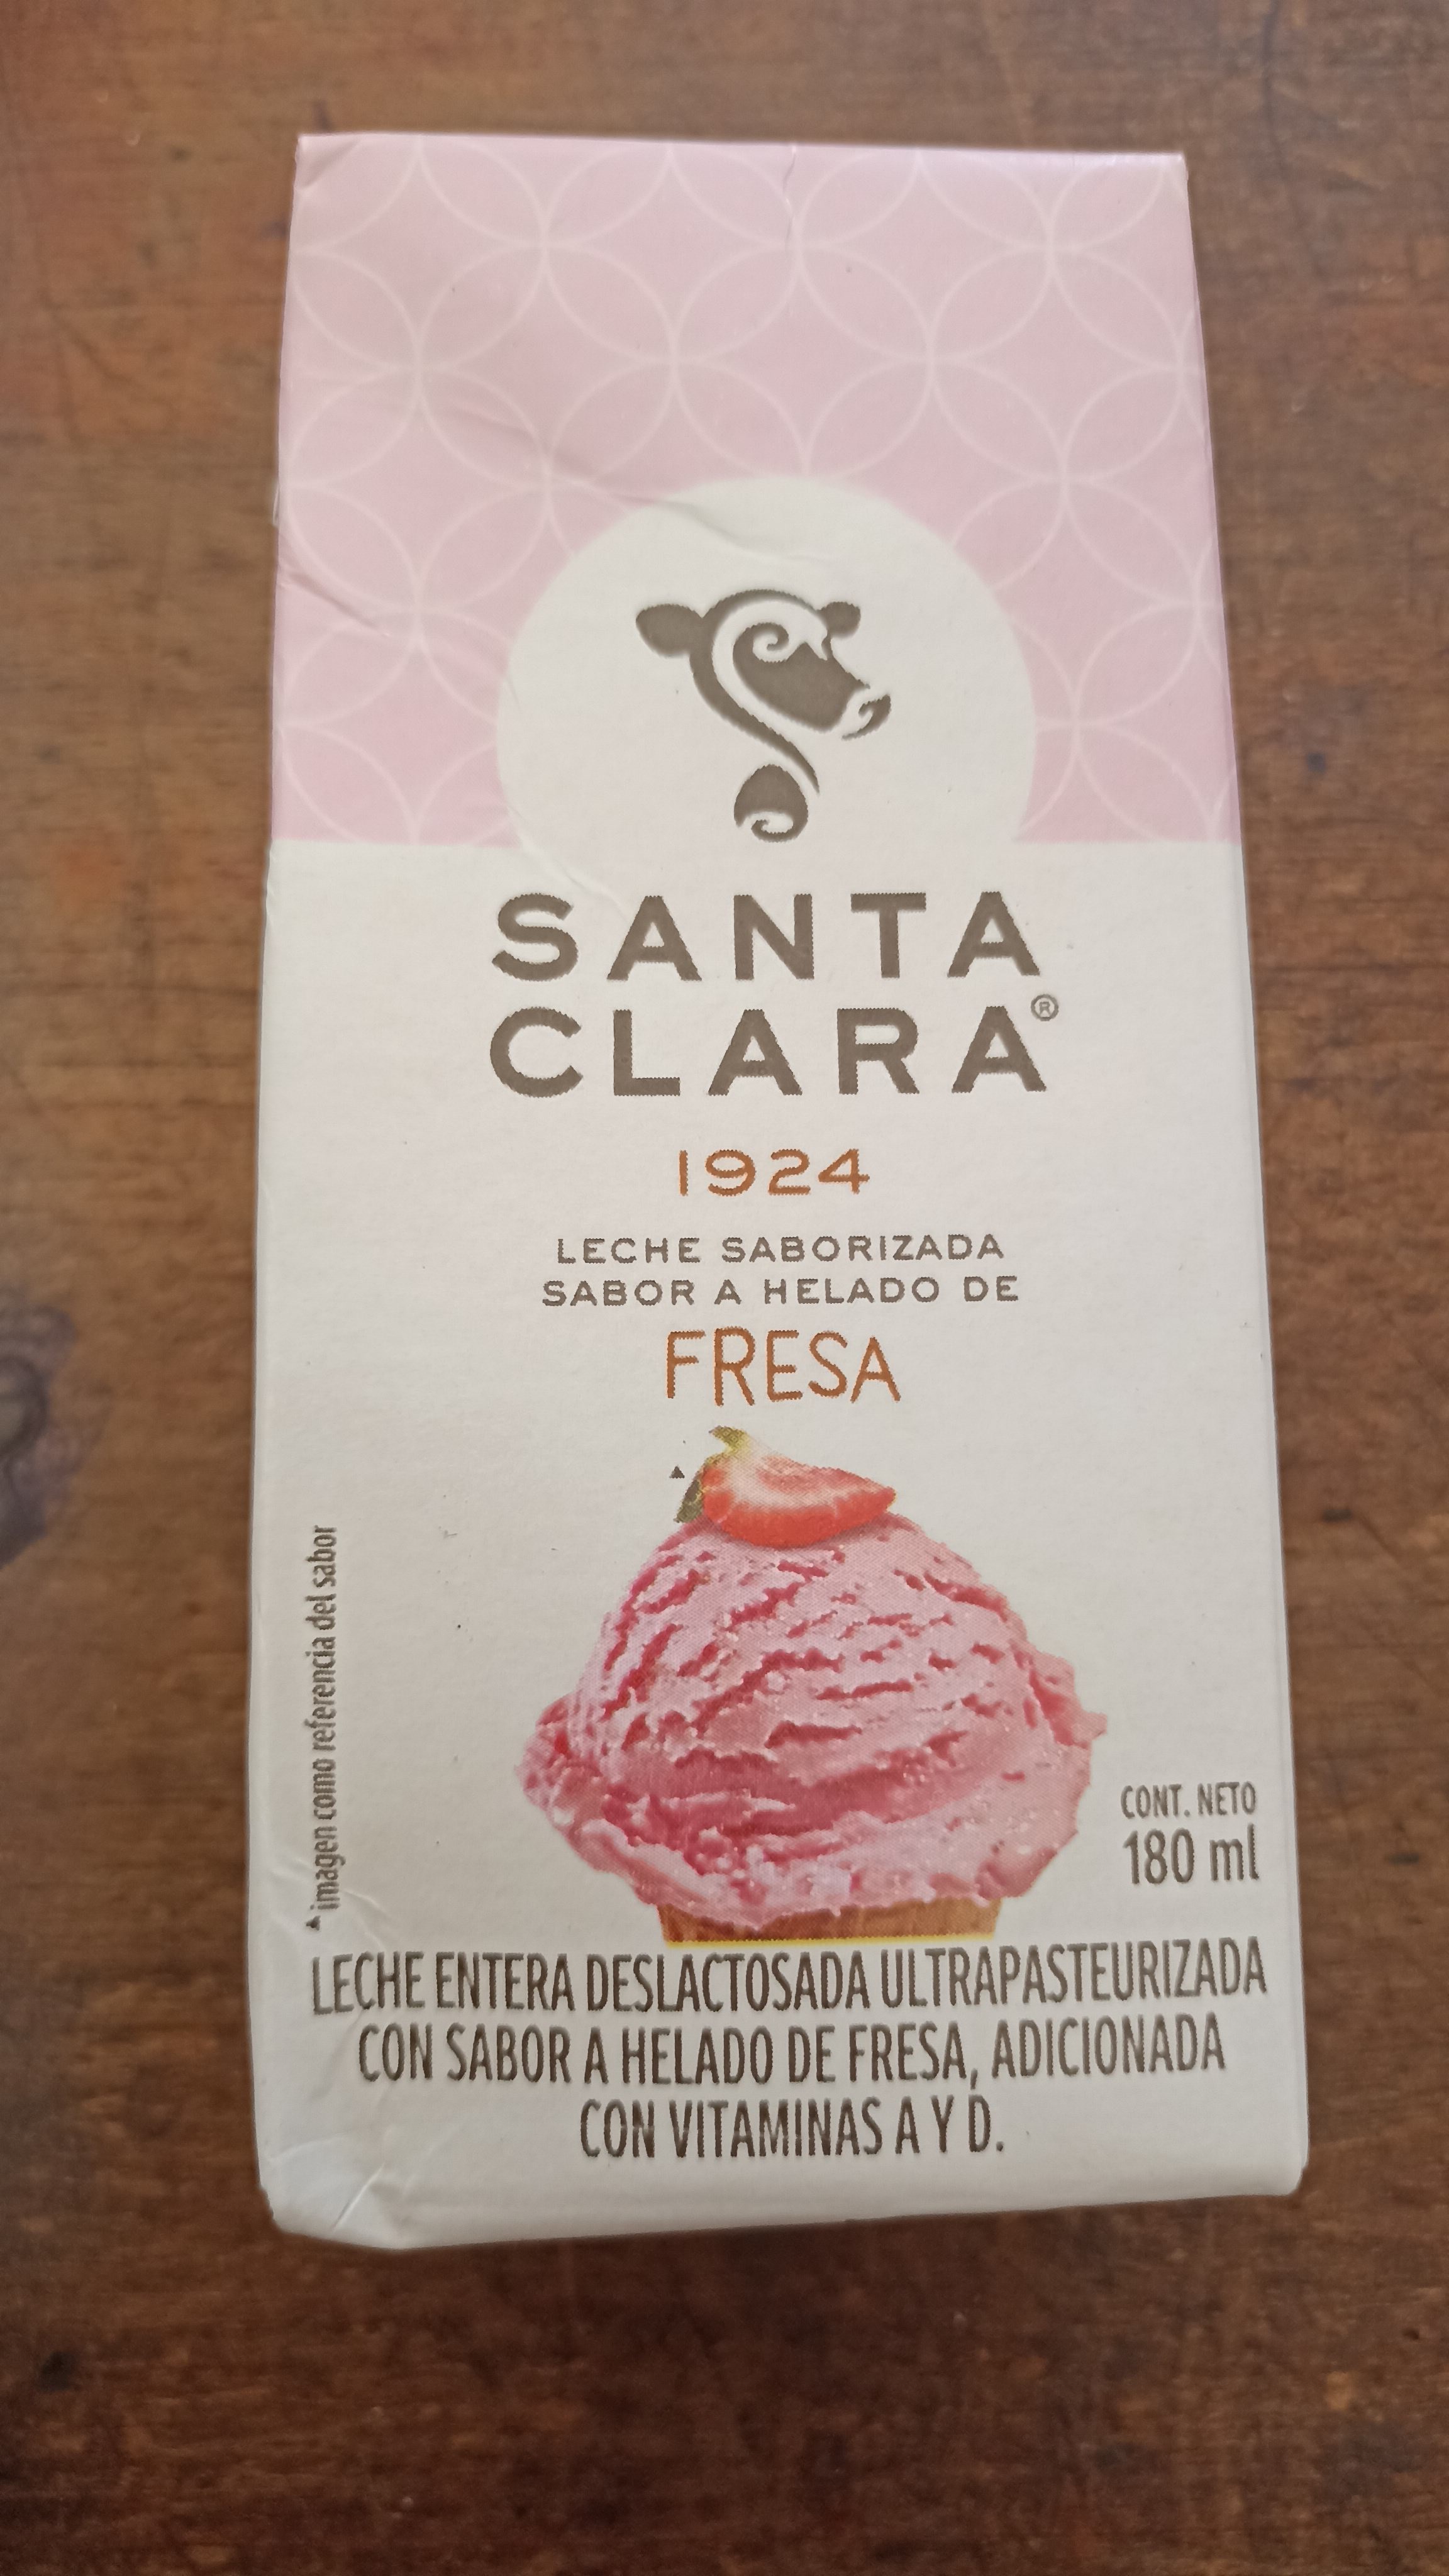 SANTA
CLARA®
1924
LECHE SABORIZADA
SABOR A HELADO DE
FRESA
▲imagen como referencia del sabor
CONT. NETO
180 ml
LECHE ENTERA DESLACTOSADA ULTRAPASTEURIZADA
CON SABOR A HELADO DE FRESA, ADICIONADA
CON VITAMINAS A Y D.